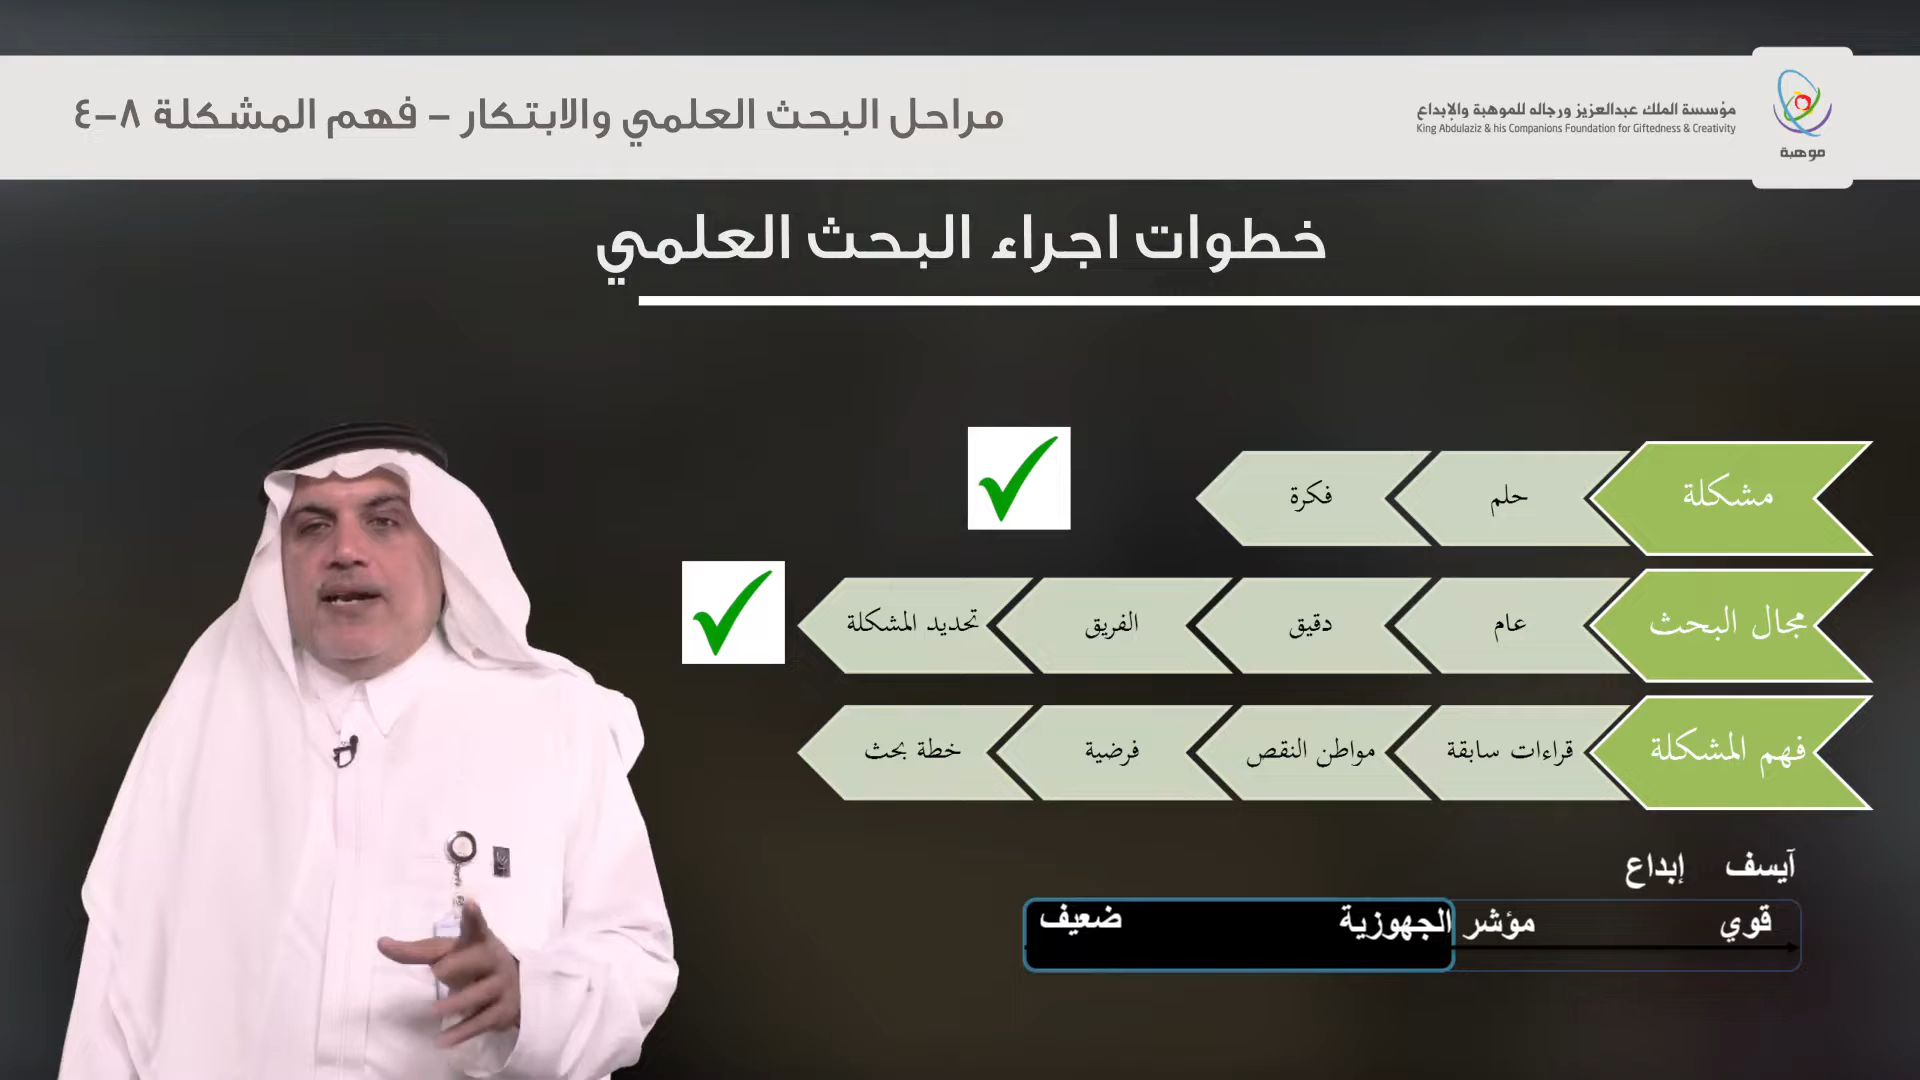 مراحل البحث العلمي والابتكار – فهم المشكلة ٨-٤
مؤسسة الملك عبدالعزيز ورجاله للموهبة والإبداع
King Abdulaziz & his Companions Foundation for Giftedness & Creativity
موهبة
خطوات اجراء البحث العلمي
مشكلة حلم فكرة
مجال البحث عام دقيق الفريق تحديد المشكلة
فهم المشكلة قراءات سابقة مواطن النقص فرضية خطة بحث
آيسف إبداع
قوي مؤشر الجهوزية ضعيف